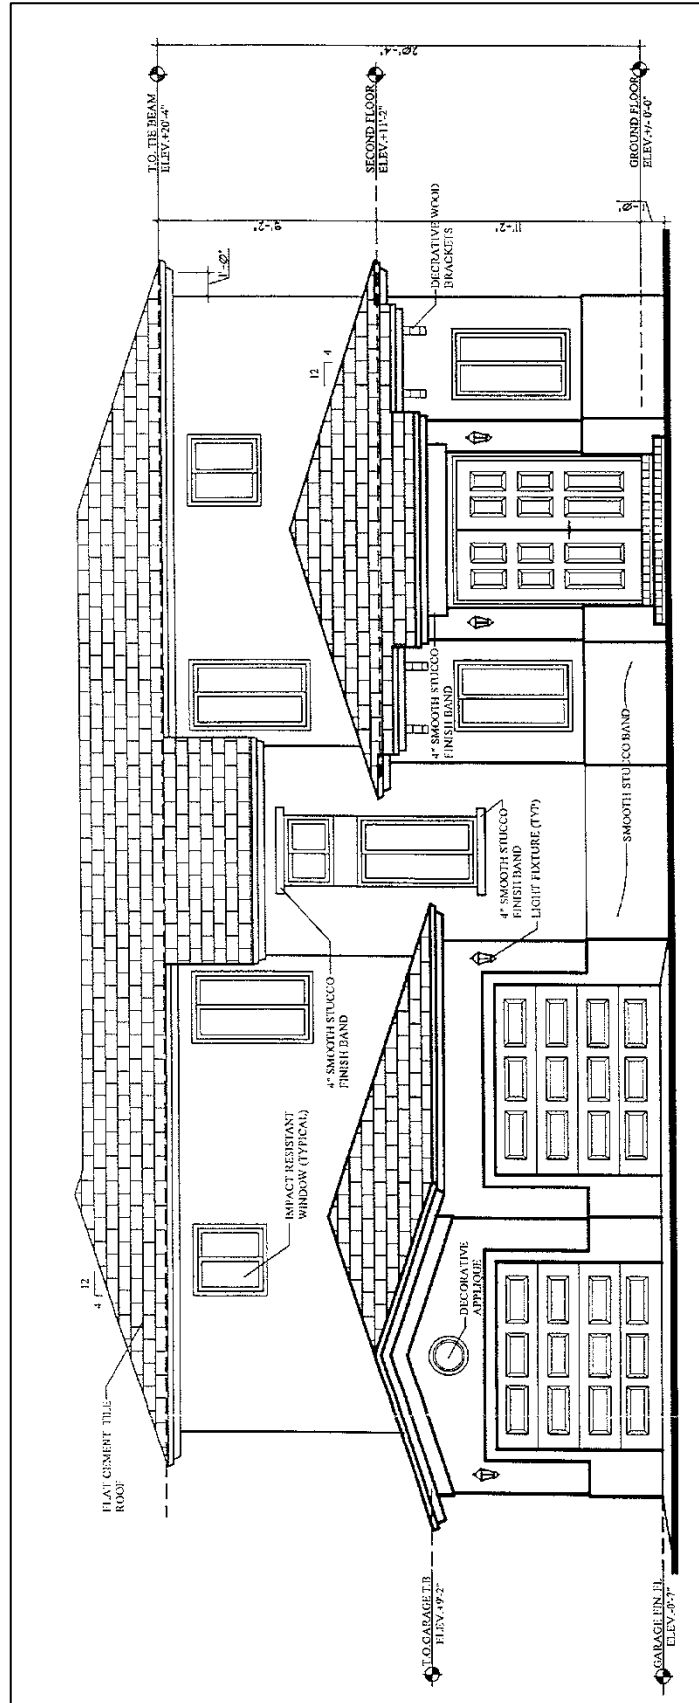 FLAT CEMENT TILE
ROOF
12
4
IMPACT RESISTANT
WINDOW (TYPICAL)
4" SMOOTH STUCCO
FINISH BAND
12
4
1'-0"
T.O. TIE BEAM
ELEV.+20'-4"
9'-2"
20'-4"
SECOND FLOOR
ELEV.+11'-2"
DECRATIVE WOOD
BRACKETS
4" SMOOTH STUCCO
FINISH BAND
4" SMOOTH STUCCO
FINISH BAND
LIGHT FIXTURE (TYP)
DECORATIVE
APPLIQUE
T.O.GARAGE T.B
ELEV.+9'-2"
11'-2"
SMOOTH STUCCO BAND
GROUND FLOOR
ELEV.+/- 0'-0"
1'-0"
GARAGE FIN. FL
ELEV.-0'-7"